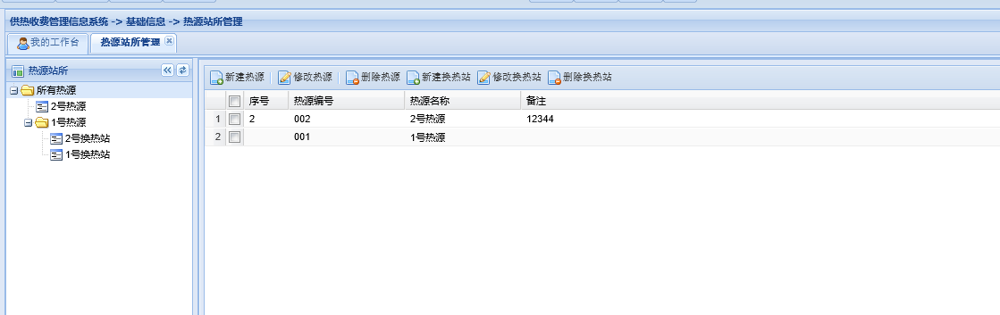 供热收费管理信息系统 -> 基础信息 -> 热源站所管理
我的工作台 热源站所管理
热源站所
所有热源
2号热源
1号热源
2号换热站
1号换热站
新建热源 修改热源 删除热源 新建换热站 修改换热站 删除换热站
序号 热源编号 热源名称 备注
1 2 002 2号热源 12344
2 001 1号热源